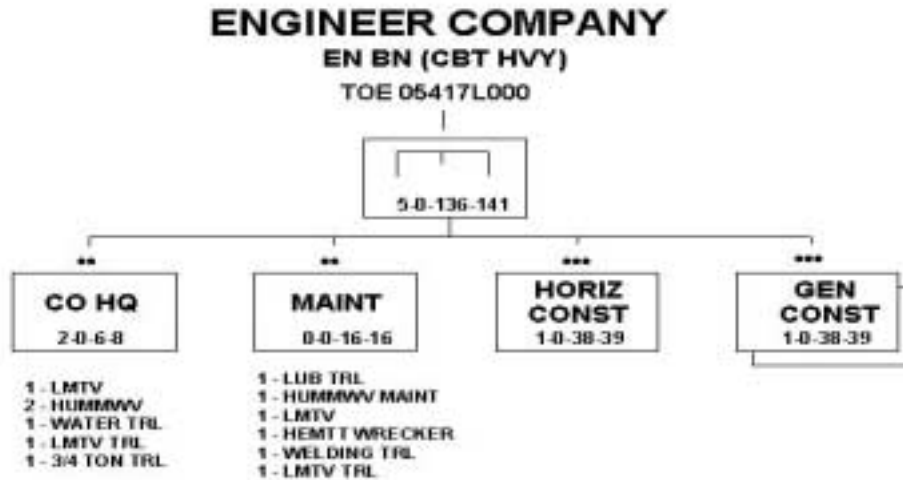 ENGINEER COMPANY
EN BN (CBT HVY)
TOE 05417L000
5-0-136-141
CO HQ
2-0-6-8
MAINT
0-0-16-16
HORIZ
CONST
1-0-38-39
GEN
CONST
1-0-38-39
1 - LMTV
2 - HUMMWV
1 - WATER TRL
1 - LMTV TRL
1 - 3/4 TON TRL
1 - LUB TRL
1 - HUMMWV MAINT
1 - LMTV
1 - HEMTT WRECKER
1 - WELDING TRL
1 - LMTV TRL